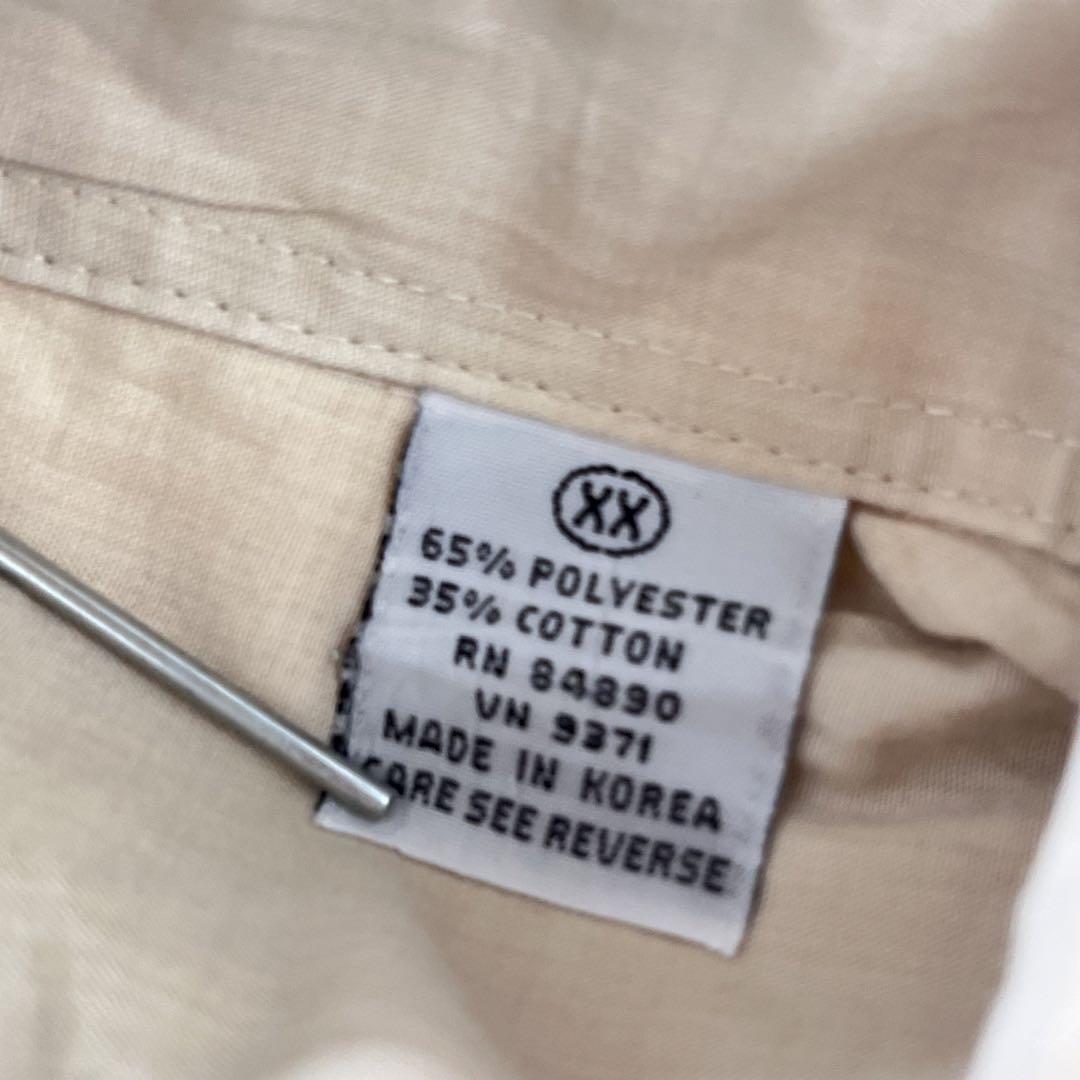 XX
65% POLYESTER
35% COTTON
RN 84890
VN 9371
MADE IN KOREA
CARE SEE REVERSE